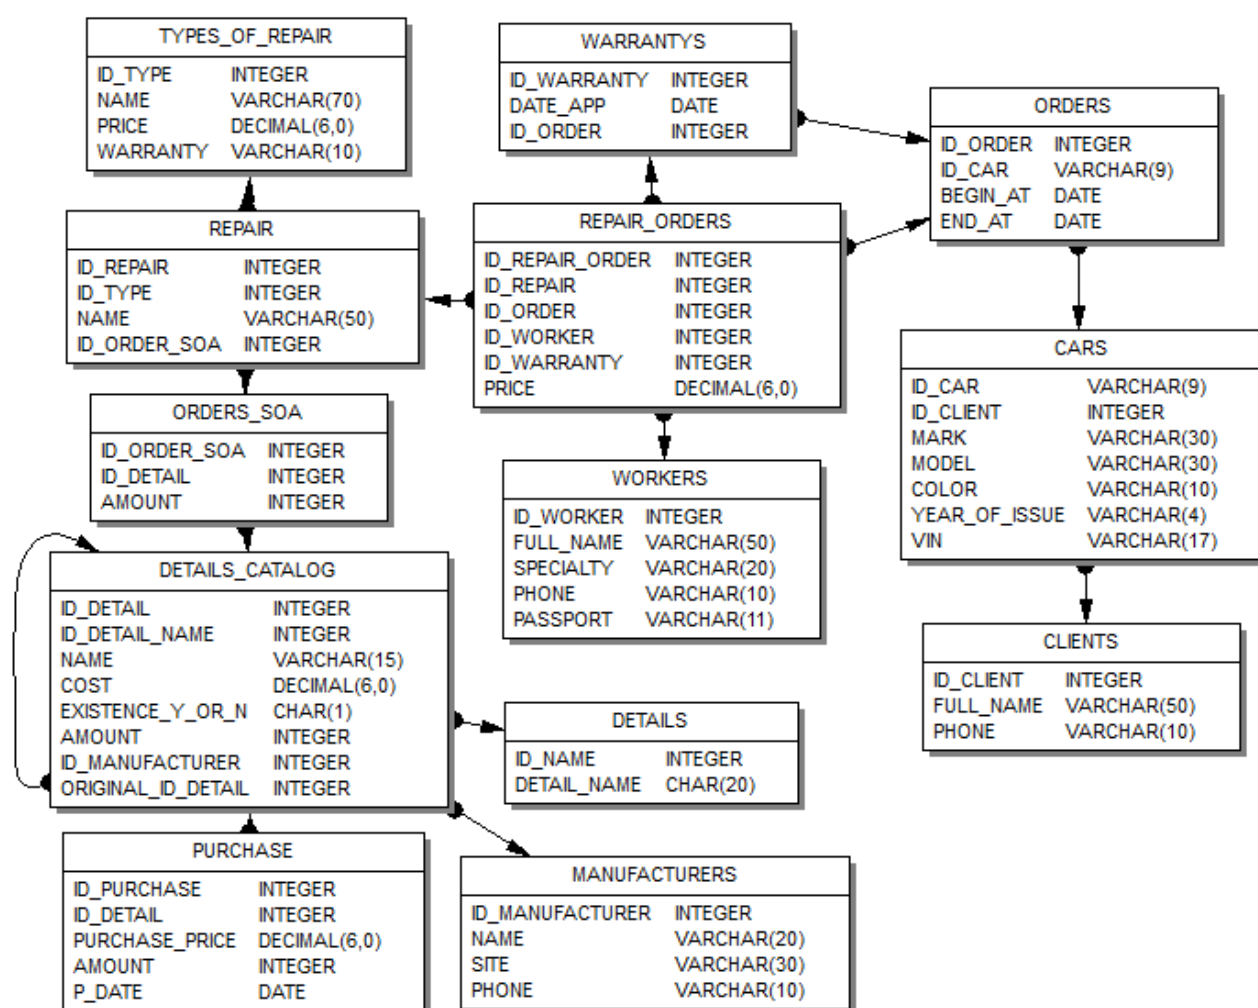 TYPES_OF_REPAIR
ID_TYPE INTEGER
NAME VARCHAR(70)
PRICE DECIMAL(6,0)
WARRANTY VARCHAR(10)
WARRANTYS
ID_WARRANTY INTEGER
DATE_APP DATE
ID_ORDER INTEGER
ORDERS
ID_ORDER INTEGER
ID_CAR VARCHAR(9)
BEGIN_AT DATE
END_AT DATE
REPAIR
ID_REPAIR INTEGER
ID_TYPE INTEGER
NAME VARCHAR(50)
ID_ORDER_SOA INTEGER
REPAIR_ORDERS
ID_REPAIR_ORDER INTEGER
ID_REPAIR INTEGER
ID_ORDER INTEGER
ID_WORKER INTEGER
ID_WARRANTY INTEGER
PRICE DECIMAL(6,0)
CARS
ID_CAR VARCHAR(9)
ID_CLIENT INTEGER
MARK VARCHAR(30)
MODEL VARCHAR(30)
COLOR VARCHAR(10)
YEAR_OF_ISSUE VARCHAR(4)
VIN VARCHAR(17)
ORDERS_SOA
ID_ORDER_SOA INTEGER
ID_DETAIL INTEGER
AMOUNT INTEGER
WORKERS
ID_WORKER INTEGER
FULL_NAME VARCHAR(50)
SPECIALTY VARCHAR(20)
PHONE VARCHAR(10)
PASSPORT VARCHAR(11)
DETAILS_CATALOG
ID_DETAIL INTEGER
ID_DETAIL_NAME INTEGER
NAME VARCHAR(15)
COST DECIMAL(6,0)
EXISTENCE_Y_OR_N CHAR(1)
AMOUNT INTEGER
ID_MANUFACTURER INTEGER
ORIGINAL_ID_DETAIL INTEGER
CLIENTS
ID_CLIENT INTEGER
FULL_NAME VARCHAR(50)
PHONE VARCHAR(10)
DETAILS
ID_NAME INTEGER
DETAIL_NAME CHAR(20)
PURCHASE
ID_PURCHASE INTEGER
ID_DETAIL INTEGER
PURCHASE_PRICE DECIMAL(6,0)
AMOUNT INTEGER
P_DATE DATE
MANUFACTURERS
ID_MANUFACTURER INTEGER
NAME VARCHAR(20)
SITE VARCHAR(30)
PHONE VARCHAR(10)